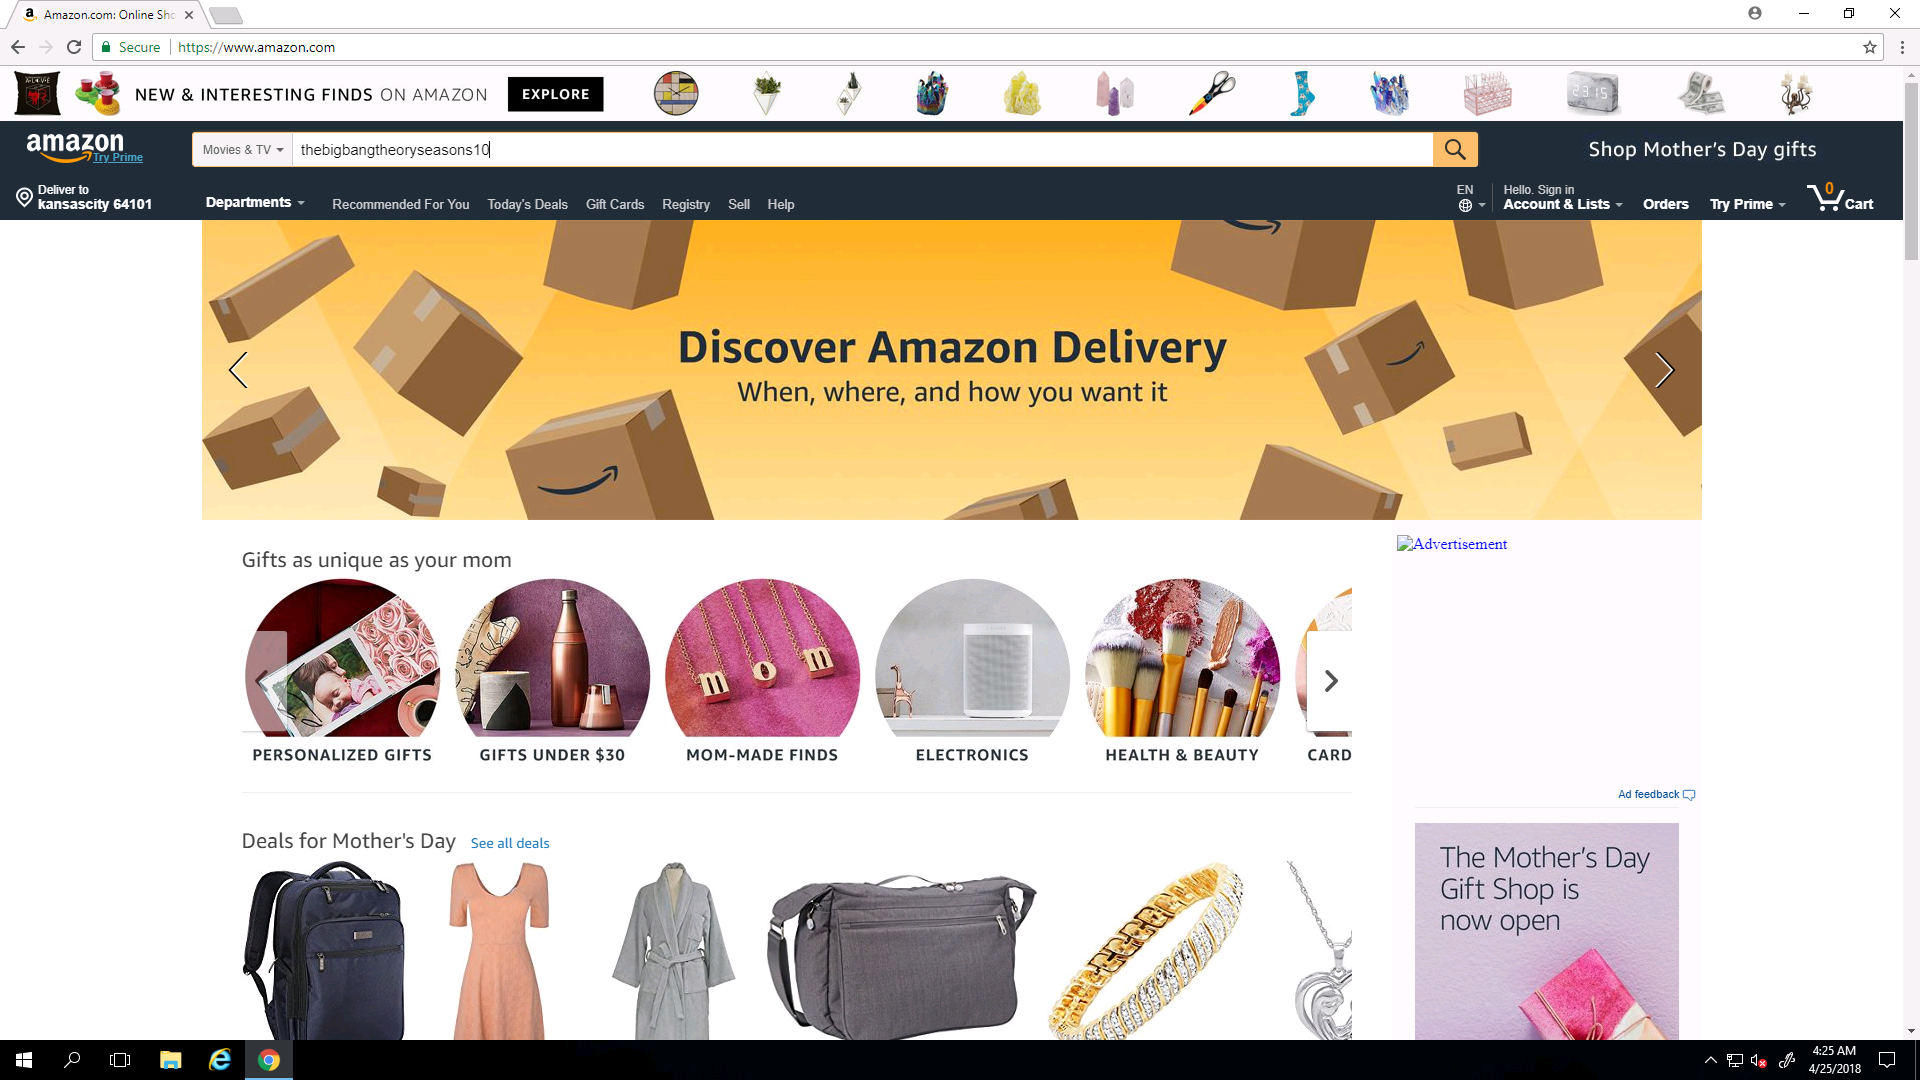 Amazon.com: Online Sho
Secure
https://www.amazon.com
NEW & INTERESTING FINDS ON AMAZON
EXPLORE
23:15
amazon
Try Prime
Movies & TV
thebigbangtheoryseasons10
Shop Mother's Day gifts
Deliver to
kansascity 64101
Departments
Recommended For You
Today's Deals
Gift Cards
Registry
Sell
Help
EN
Hello. Sign in
Account & Lists
Orders
Try Prime
0
Cart
Discover Amazon Delivery
When, where, and how you want it
Gifts as unique as your mom
m o m
PERSONALIZED GIFTS
GIFTS UNDER $30
MOM-MADE FINDS
ELECTRONICS
HEALTH & BEAUTY
CARD
Advertisement
Ad feedback
Deals for Mother's Day
See all deals
The Mother's Day
Gift Shop is
now open
4:25 AM
4/25/2018